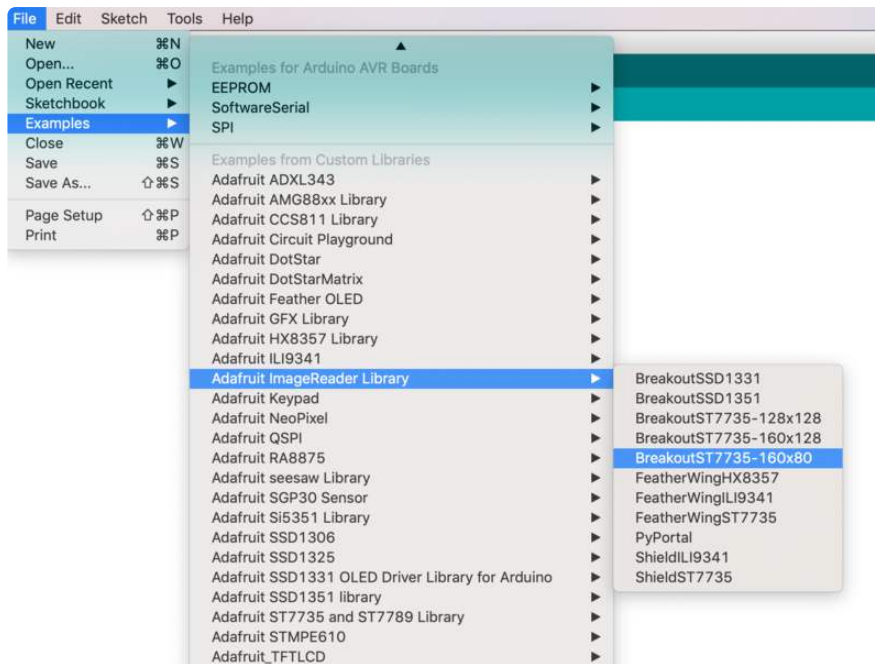 File Edit Sketch Tools Help
New ⌘N
Open... ⌘O
Open Recent ▶
Sketchbook ▶
Examples ▶
Close ⌘W
Save ⌘S
Save As... ⇧⌘S
Page Setup ⇧⌘P
Print ⌘P
▲
Examples for Arduino AVR Boards
EEPROM ▶
SoftwareSerial ▶
SPI ▶
Examples from Custom Libraries
Adafruit ADXL343 ▶
Adafruit AMG88xx Library ▶
Adafruit CCS811 Library ▶
Adafruit Circuit Playground ▶
Adafruit DotStar ▶
Adafruit DotStarMatrix ▶
Adafruit Feather OLED ▶
Adafruit GFX Library ▶
Adafruit HX8357 Library ▶
Adafruit ILI9341 ▶
Adafruit ImageReader Library ▶
Adafruit Keypad ▶
Adafruit NeoPixel ▶
Adafruit QSPI ▶
Adafruit RA8875 ▶
Adafruit seesaw Library ▶
Adafruit SGP30 Sensor ▶
Adafruit Si5351 Library ▶
Adafruit SSD1306 ▶
Adafruit SSD1325 ▶
Adafruit SSD1331 OLED Driver Library for Arduino ▶
Adafruit SSD1351 library ▶
Adafruit ST7735 and ST7789 Library ▶
Adafruit STMPE610 ▶
Adafruit_TFTLCD ▶
BreakoutSSD1331
BreakoutSSD1351
BreakoutST7735-128x128
BreakoutST7735-160x128
BreakoutST7735-160x80
FeatherWingHX8357
FeatherWingILI9341
FeatherWingST7735
PyPortal
ShieldILI9341
ShieldST7735